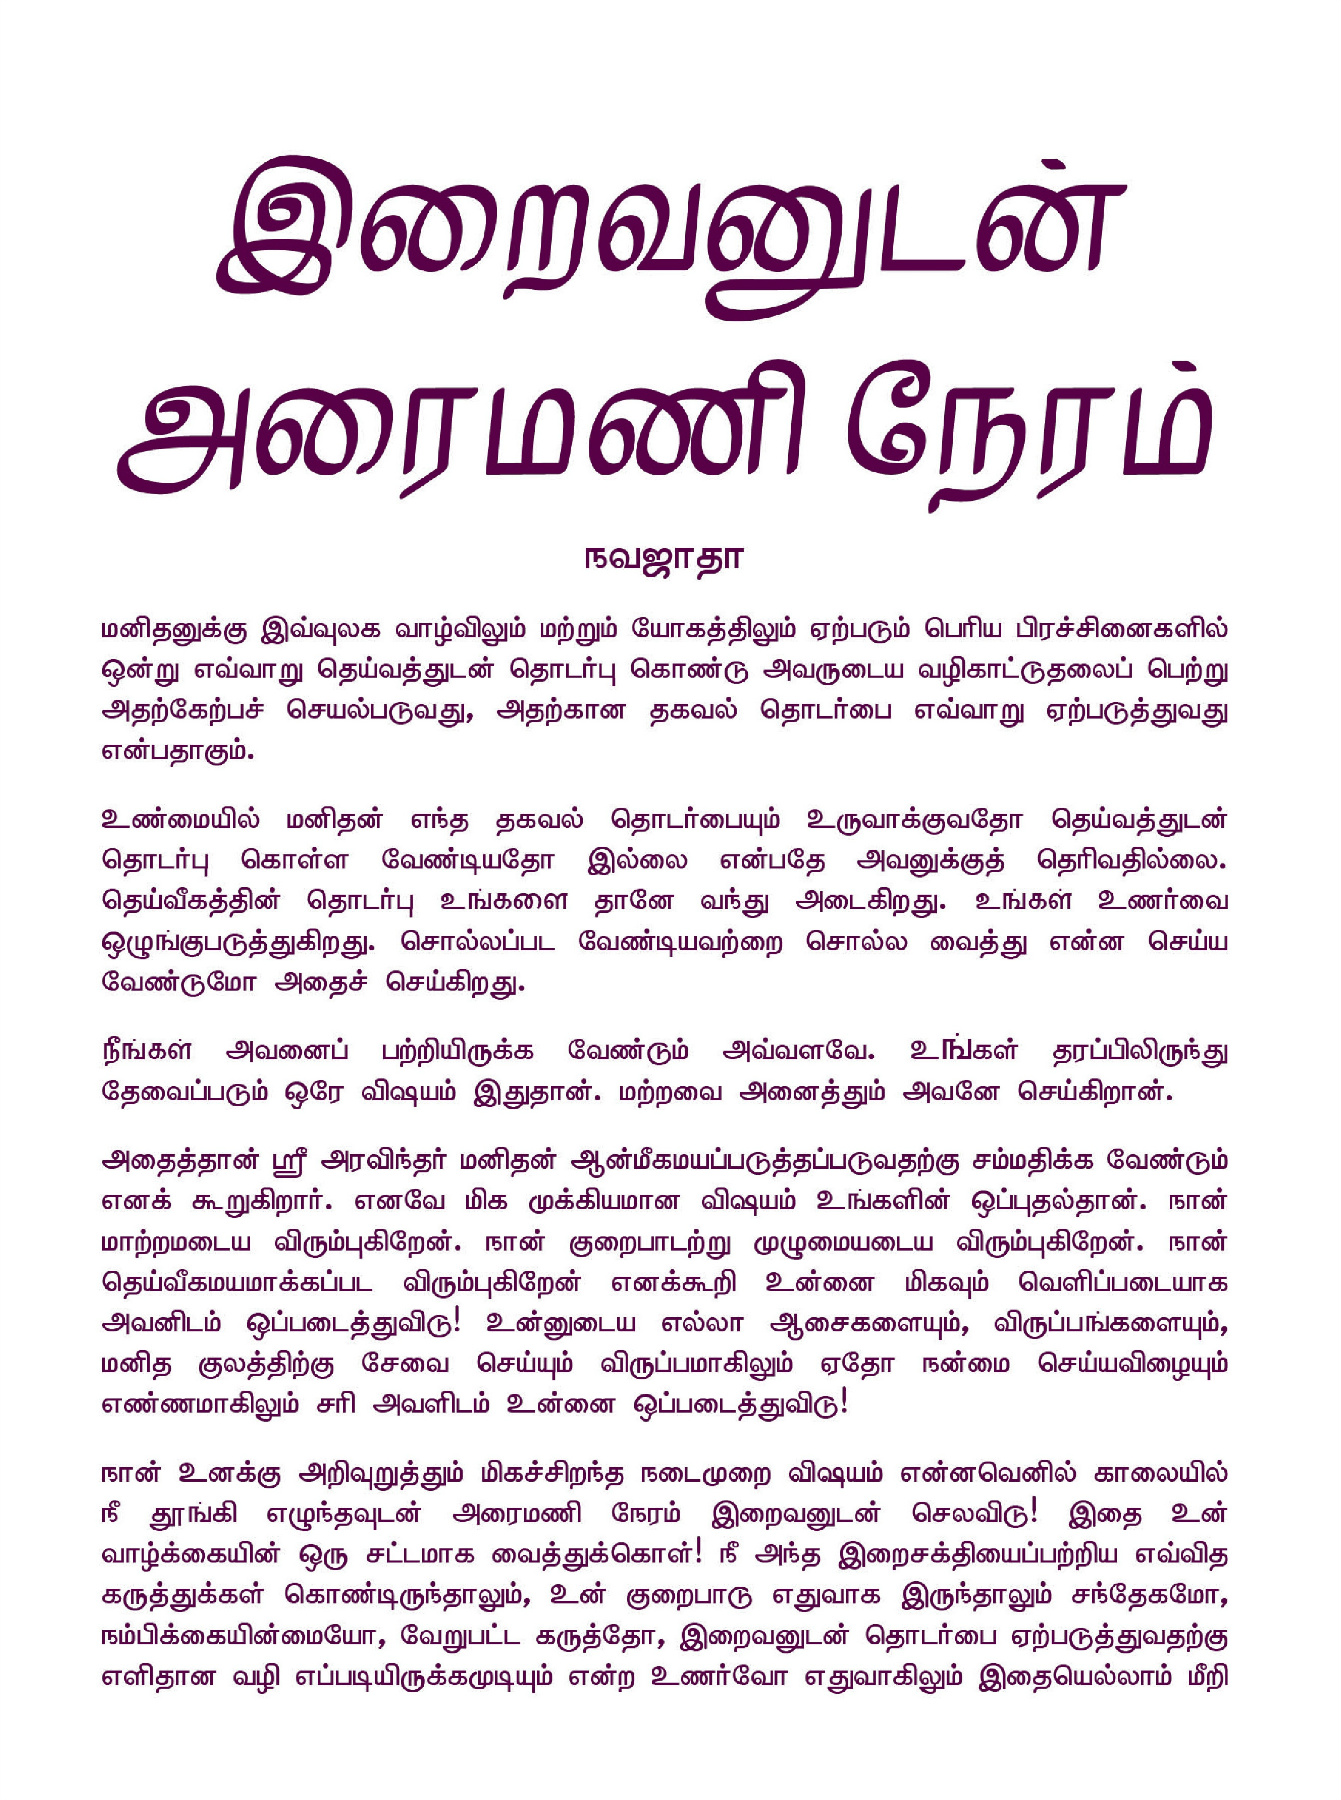 இறைவனுடன்
அரைமணி நேரம்
நவஜாதா
மனிதனுக்கு இவ்வுலக வாழ்விலும் மற்றும் யோகத்திலும் ஏற்படும் பெரிய பிரச்சினைகளில்
ஒன்று எவ்வாறு தெய்வத்துடன் தொடர்பு கொண்டு அவருடைய வழிகாட்டுதலைப் பெற்று
அதற்கேற்பச் செயல்படுவது, அதற்கான தகவல் தொடர்பை எவ்வாறு ஏற்படுத்துவது
என்பதாகும்.
உண்மையில் மனிதன் எந்த தகவல் தொடர்பையும் உருவாக்குவதோ தெய்வத்துடன்
தொடர்பு கொள்ள வேண்டியதோ இல்லை என்பதே அவனுக்குத் தெரிவதில்லை.
தெய்வீகத்தின் தொடர்பு உங்களை தானே வந்து அடைகிறது. உங்கள் உணர்வை
ஒழுங்குபடுத்துகிறது. சொல்லப்பட வேண்டியவற்றை சொல்ல வைத்து என்ன செய்ய
வேண்டுமோ அதைச் செய்கிறது.
நீங்கள் அவனைப் பற்றியிருக்க வேண்டும் அவ்வளவே. உங்கள் தரப்பிலிருந்து
தேவைப்படும் ஒரே விஷயம் இதுதான். மற்றவை அனைத்தும் அவனே செய்கிறான்.
அதைத்தான் ஸ்ரீ அரவிந்தர் மனிதன் ஆன்மீகமயப்படுத்தப்படுவதற்கு சம்மதிக்க வேண்டும்
எனக் கூறுகிறார். எனவே மிக முக்கியமான விஷயம் உங்களின் ஒப்புதல்தான். நான்
மாற்றமடைய விரும்புகிறேன். நான் குறைபாடற்று முழுமையடைய விரும்புகிறேன். நான்
தெய்வீகமயமாக்கப்பட விரும்புகிறேன் எனக்கூறி உன்னை மிகவும் வெளிப்படையாக
அவனிடம் ஒப்படைத்துவிடு! உன்னுடைய எல்லா ஆசைகளையும், விருப்பங்களையும்,
மனித குலத்திற்கு சேவை செய்யும் விருப்பமாகிலும் ஏதோ நன்மை செய்யவிழையும்
எண்ணமாகிலும் சரி அவளிடம் உன்னை ஒப்படைத்துவிடு!
நான் உனக்கு அறிவுறுத்தும் மிகச்சிறந்த நடைமுறை விஷயம் என்னவெனில் காலையில்
நீ தூங்கி எழுந்தவுடன் அரைமணி நேரம் இறைவனுடன் செலவிடு! இதை உன்
வாழ்க்கையின் ஒரு சட்டமாக வைத்துக்கொள்! நீ அந்த இறைசக்தியைப்பற்றிய எவ்வித
கருத்துக்கள் கொண்டிருந்தாலும், உன் குறைபாடு எதுவாக இருந்தாலும் சந்தேகமோ,
நம்பிக்கையின்மையோ, வேறுபட்ட கருத்தோ, இறைவனுடன் தொடர்பை ஏற்படுத்துவதற்கு
எளிதான வழி எப்படியிருக்கமுடியும் என்ற உணர்வோ எதுவாகிலும் இதையெல்லாம் மீறி